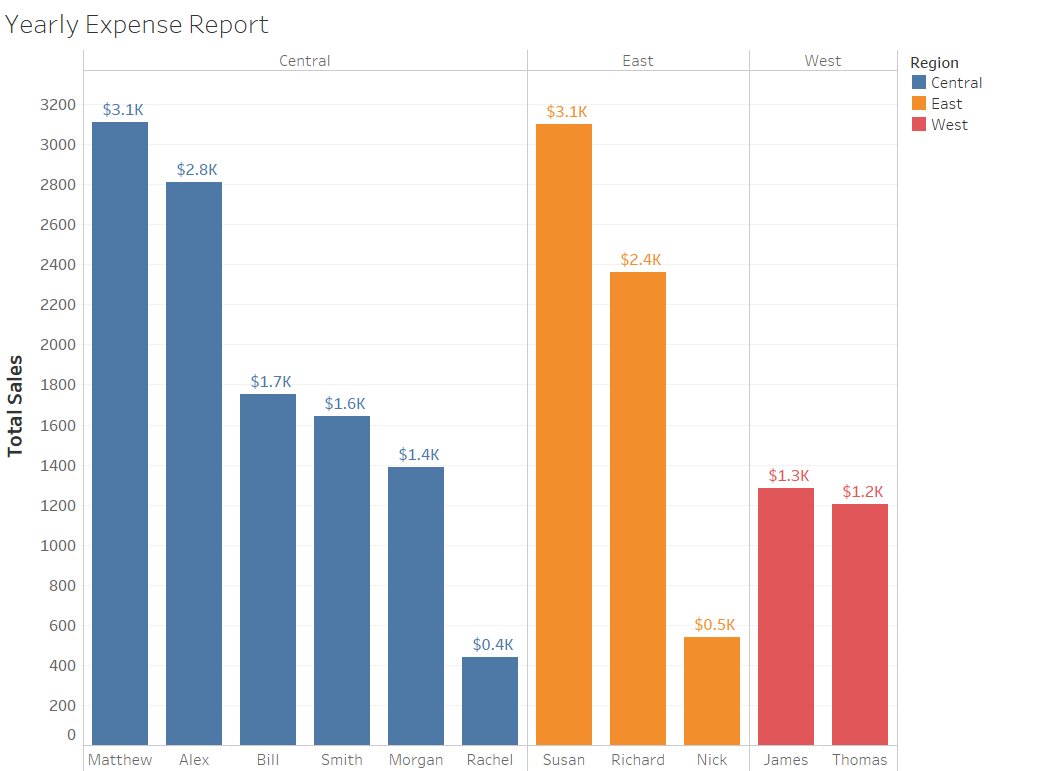 Yearly Expense Report
Central East West
Region
Central
East
West
Total Sales
3200
3000
2800
2600
2400
2200
2000
1800
1600
1400
1200
1000
800
600
400
200
0
$3.1K
$2.8K
$1.7K
$1.6K
$1.4K
$0.4K
$3.1K
$2.4K
$0.5K
$1.3K
$1.2K
Matthew Alex Bill Smith Morgan Rachel Susan Richard Nick James Thomas